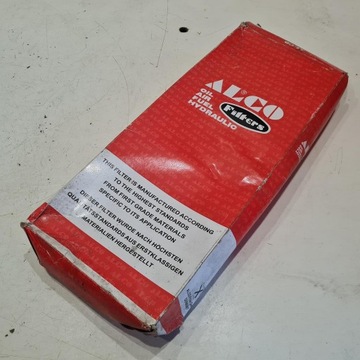 ALCO
Filters
OIL
AIR
FUEL
HYDRAULIC
THIS FILTER IS MANUFACTURED ACCORDING
TO THE HIGHEST STANDARDS
FROM FIRST GRADE MATERIALS
SPECIFIC TO ITS APPLICATION
DIESER FILTER WURDE NACH HÖCHSTEN
QUALITÄTSSTANDARDS AUS ERSTKLASSIGEN
MATERIALIEN HERGESTELLT